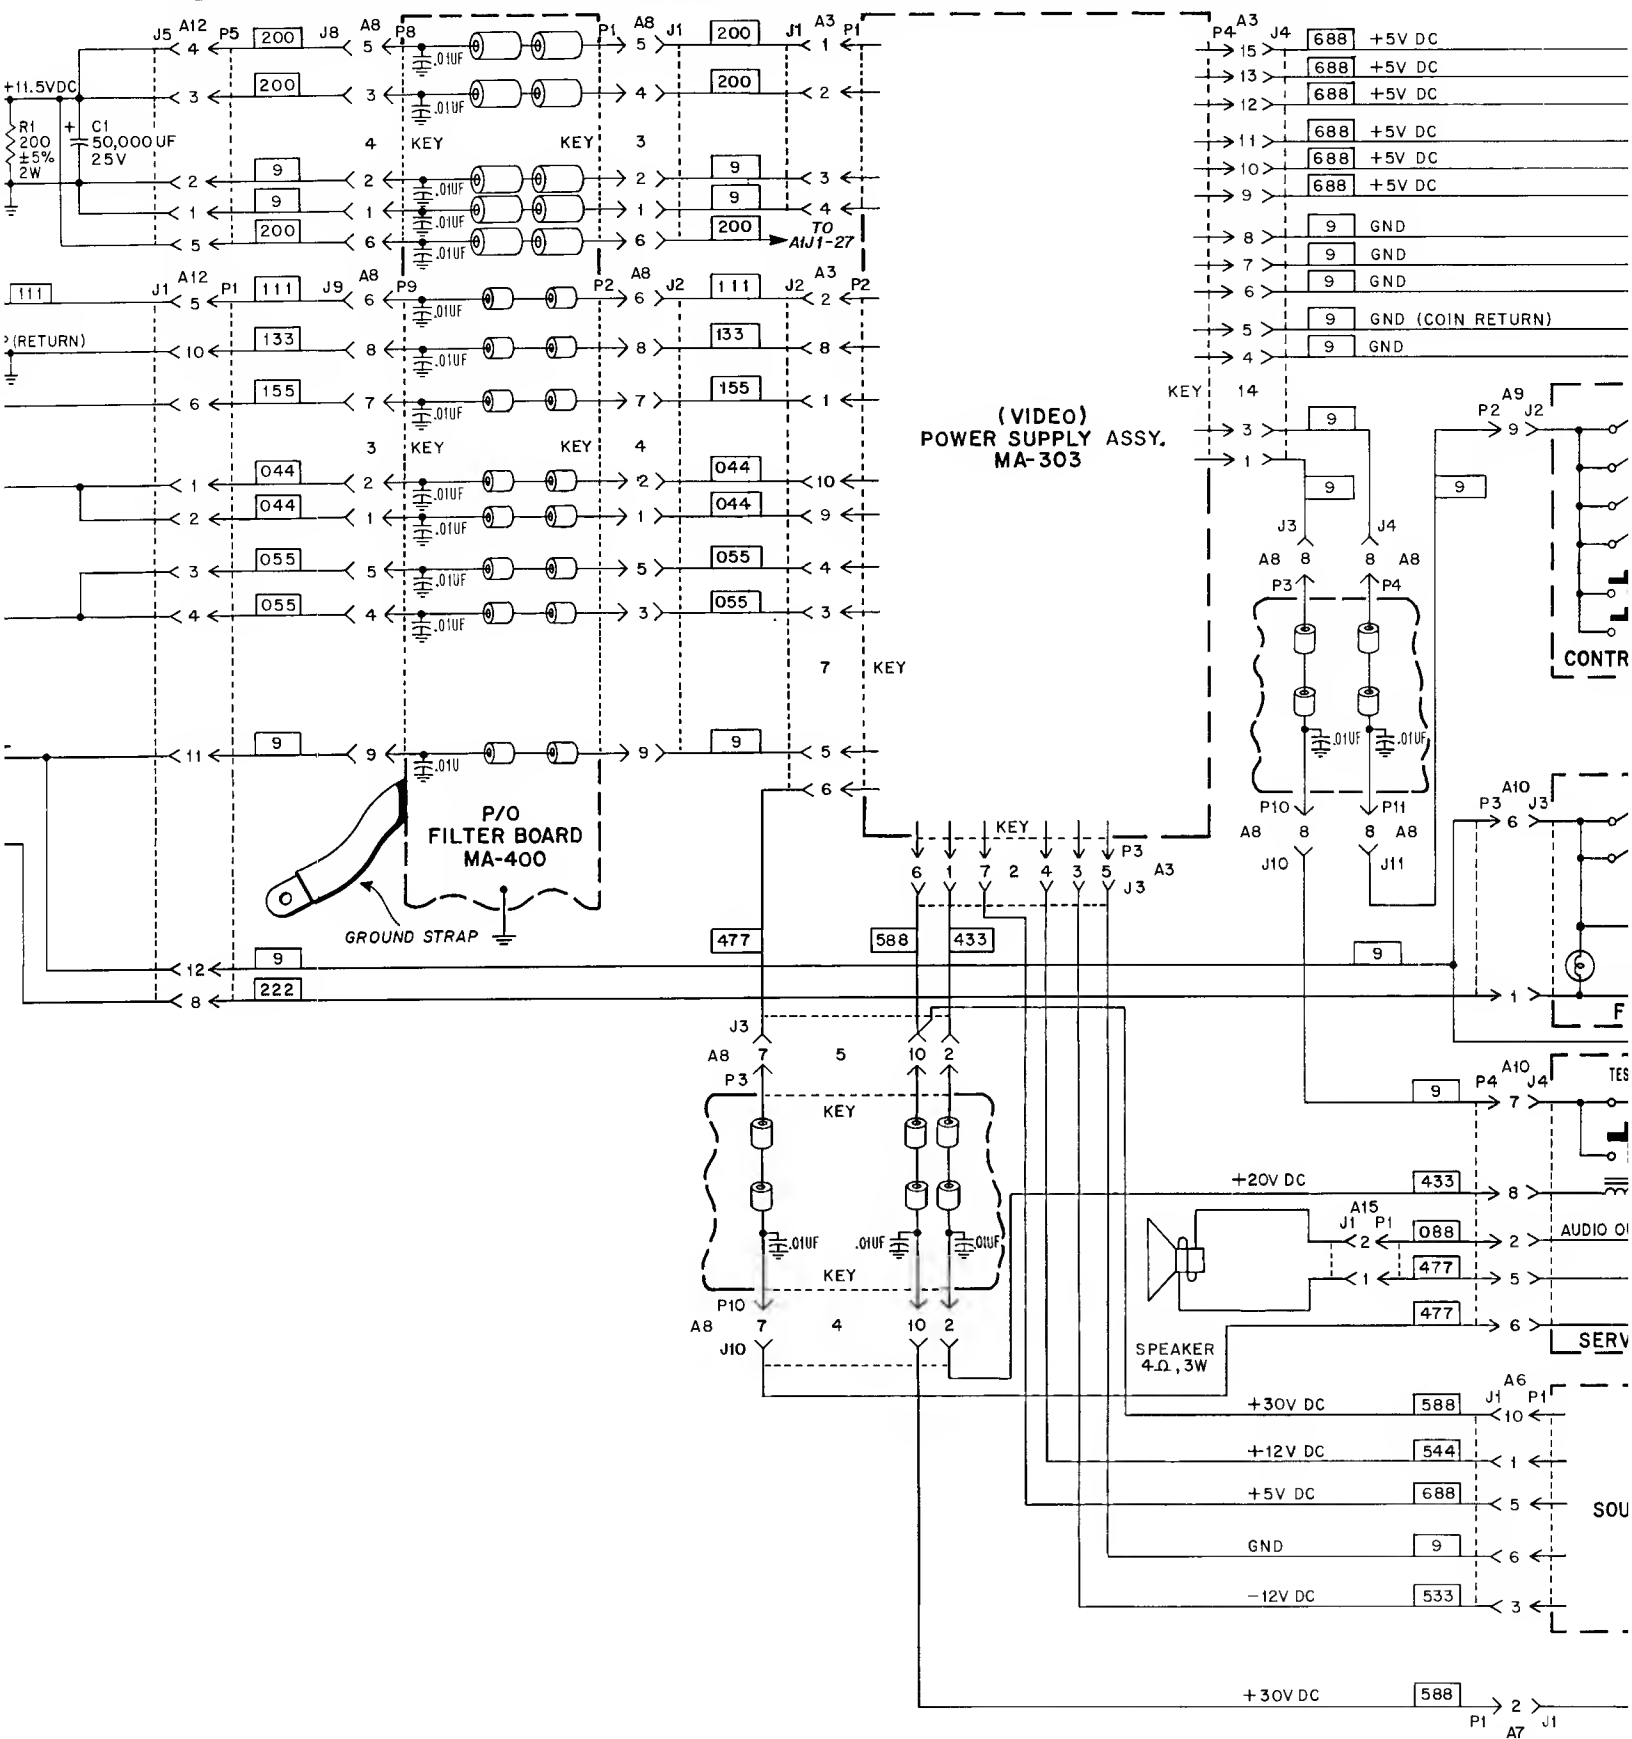 A12
J5 4 P5 200 J8 A8 5 P8 .01UF P1 A8 5 J1 200 J1 A3 1 P1
P4 A3 15 J4 688 +5V DC
13 688 +5V DC
+11.5VDC 3 200 3 .01UF 4 200 2
12 688 +5V DC
R1
200
±5%
2W
+ C1
50,000UF
25V
4 KEY KEY 3
11 688 +5V DC
10 688 +5V DC
2 9 2 .01UF 2 9 3
9 688 +5V DC
1 9 1 .01UF 1 9 4
5 200 6 .01UF 6 200 TO
A1J1-27
8 9 GND
7 9 GND
6 9 GND
111 J1 A12 5 P1 111 J9 A8 6 P9 .01UF P2 A8 6 J2 111 J2 A3 2 P2
5 9 GND (COIN RETURN)
4 9 GND
(RETURN) 10 133 8 .01UF 8 133 8
KEY 14
6 155 7 .01UF 7 155 1
3 9
1
9 9
P2 A9 9 J2
(VIDEO)
POWER SUPPLY ASSY.
MA-303
3 KEY KEY 4
1 044 2 .01UF 2 044 10
2 044 1 .01UF 1 044 9
3 055 5 .01UF 5 055 4
4 055 4 .01UF 3 055 3
J3 J4
A8 8 8 A8
P3 P4
CONTR
7 KEY
11 9 9 .01U 9 9 5
6
.01UF .01UF
P10 P11
A8 8 8 A8
J10 J11
A10
P3 6 J3
P/O
FILTER BOARD
MA-400
GROUND STRAP
KEY
P3
6 1 7 2 4 3 5 A3
J3
477 588 433
12 9 9
8 222 1
F
J3
A8 7 5 10 2
P3
KEY
.01UF .01UF .01UF
KEY
P10
A8 7 4 10 2
J10
A10 TES
9 P4 7 J4
+20V DC 433 8
A15
J1 P1
2 088 2 AUDIO O
1 477 5
477 6
SERV
SPEAKER
4Ω, 3W
A6
J1 P1
+30V DC 588 10
+12V DC 544 1
+5V DC 688 5 SOU
GND 9 6
-12V DC 533 3
+30V DC 588 2
P1 A7 J1